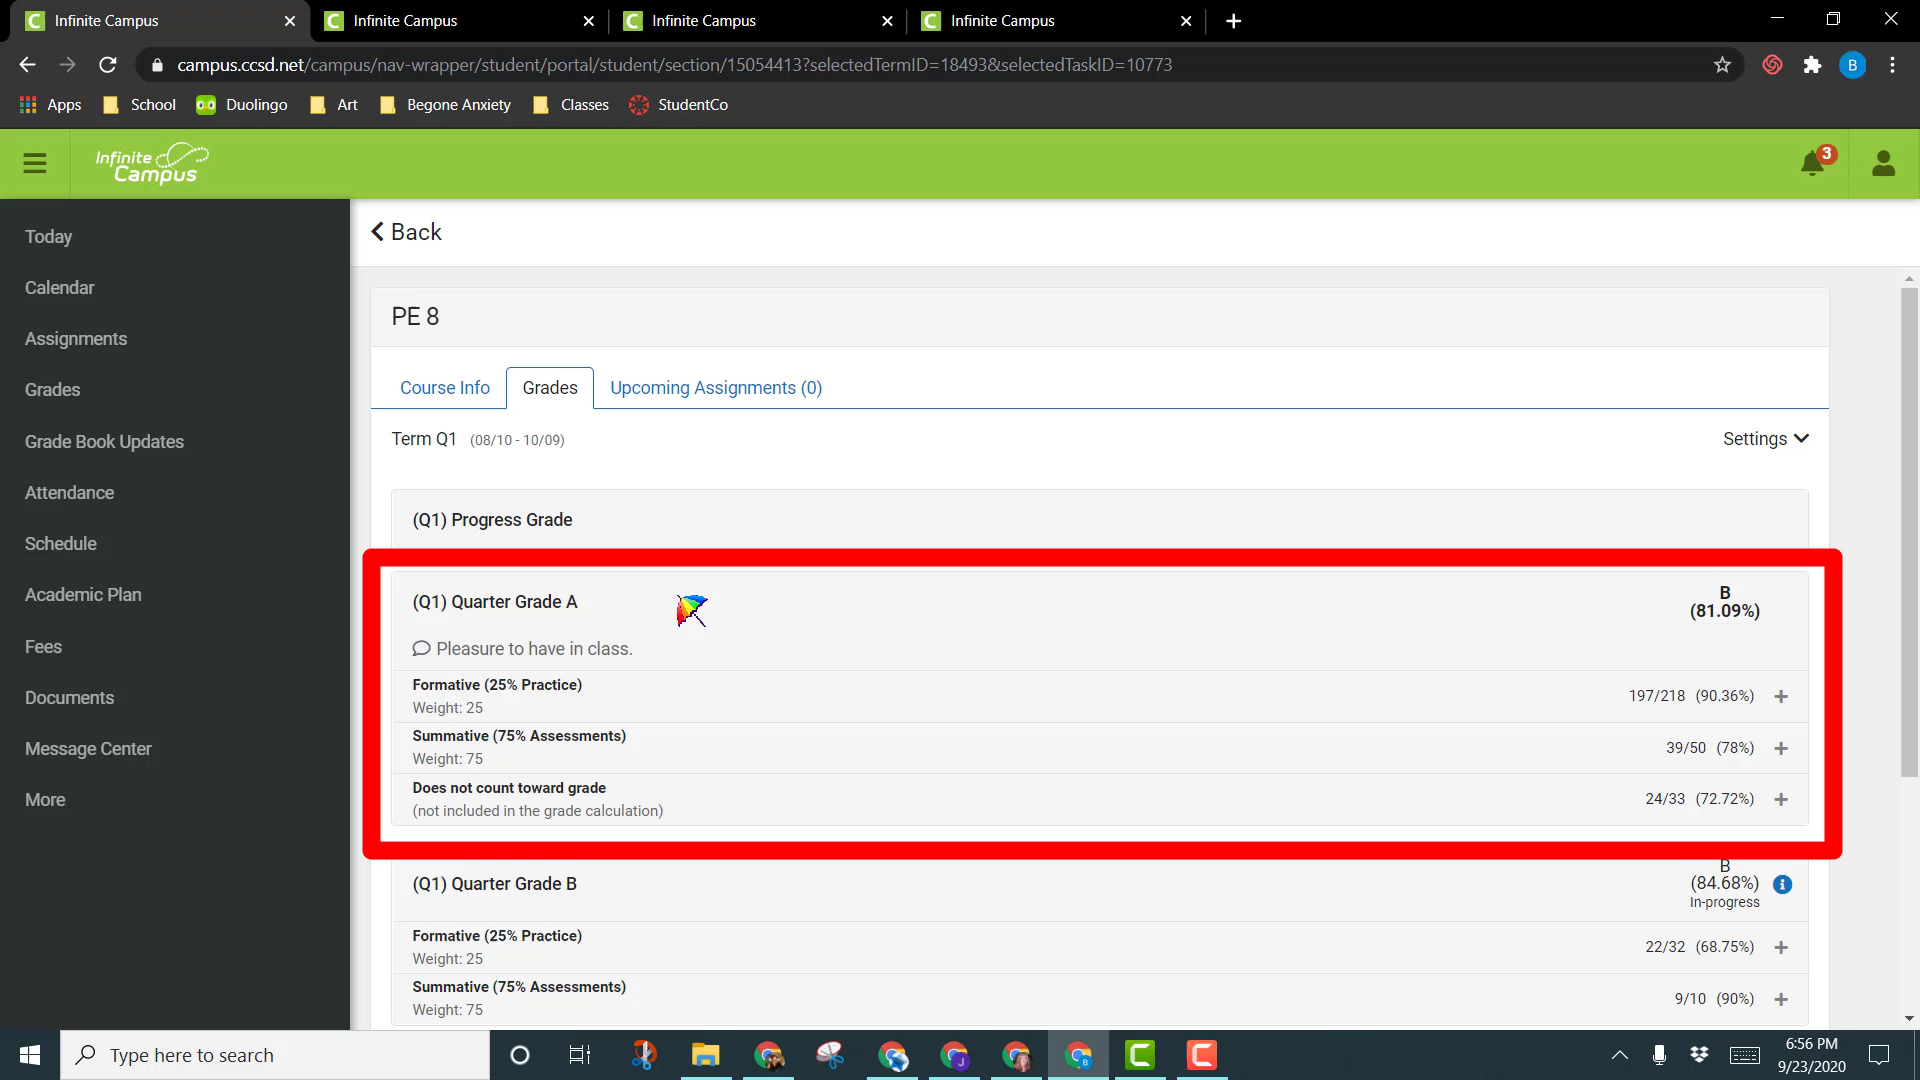 Infinite Campus
Infinite Campus
Infinite Campus
Infinite Campus
campus.ccsd.net/campus/nav-wrapper/student/portal/student/section/15054413?selectedTermID=18493&selectedTaskID=10773
B
Apps
School
Duolingo
Art
Begone Anxiety
Classes
StudentCo
Infinite
Campus
3
Today
Calendar
Assignments
Grades
Grade Book Updates
Attendance
Schedule
Academic Plan
Fees
Documents
Message Center
More
Back
PE 8
Course Info
Grades
Upcoming Assignments (0)
Term Q1 (08/10 - 10/09)
Settings
(Q1) Progress Grade
(Q1) Quarter Grade A
B
(81.09%)
Pleasure to have in class.
Formative (25% Practice)
Weight: 25
197/218 (90.36%)
Summative (75% Assessments)
Weight: 75
39/50 (78%)
Does not count toward grade
(not included in the grade calculation)
24/33 (72.72%)
(Q1) Quarter Grade B
B
(84.68%)
In-progress
Formative (25% Practice)
Weight: 25
22/32 (68.75%)
Summative (75% Assessments)
Weight: 75
9/10 (90%)
Type here to search
6:56 PM
9/23/2020